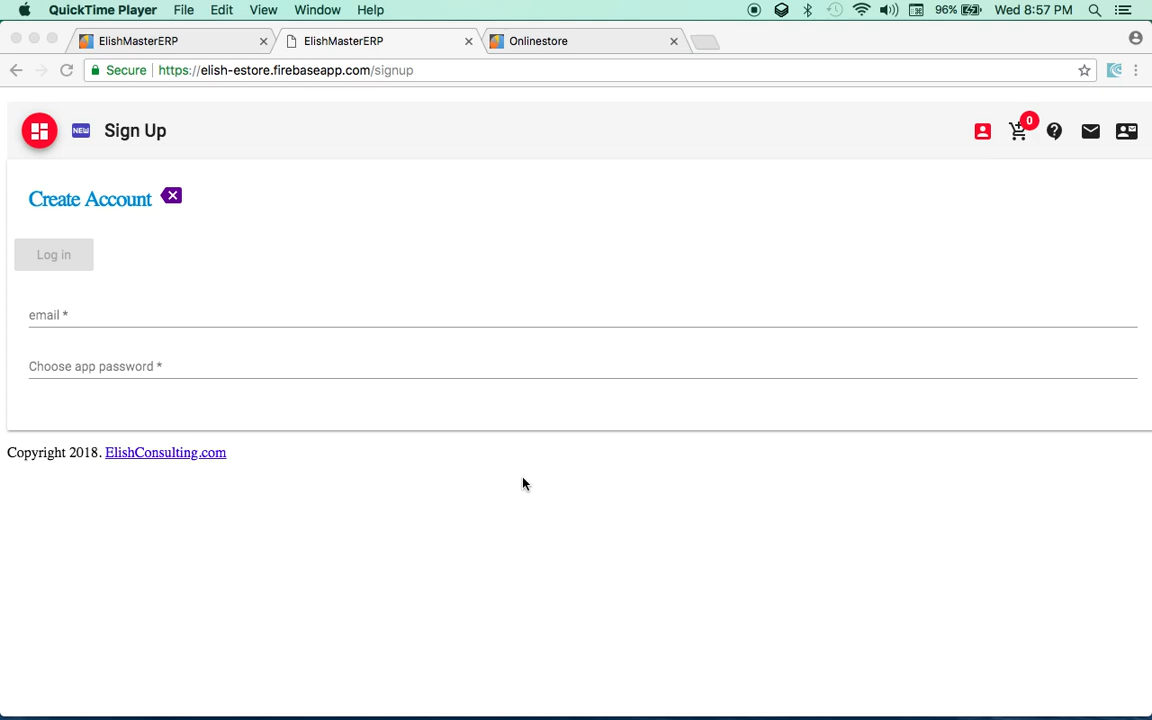 QuickTime Player File Edit View Window Help 96% Wed 8:57 PM
ElishMasterERP ElishMasterERP Onlinestore
Secure https://elish-estore.firebaseapp.com/signup
NEW Sign Up 0
Create Account
Log in
email *
Choose app password *
Copyright 2018. ElishConsulting.com